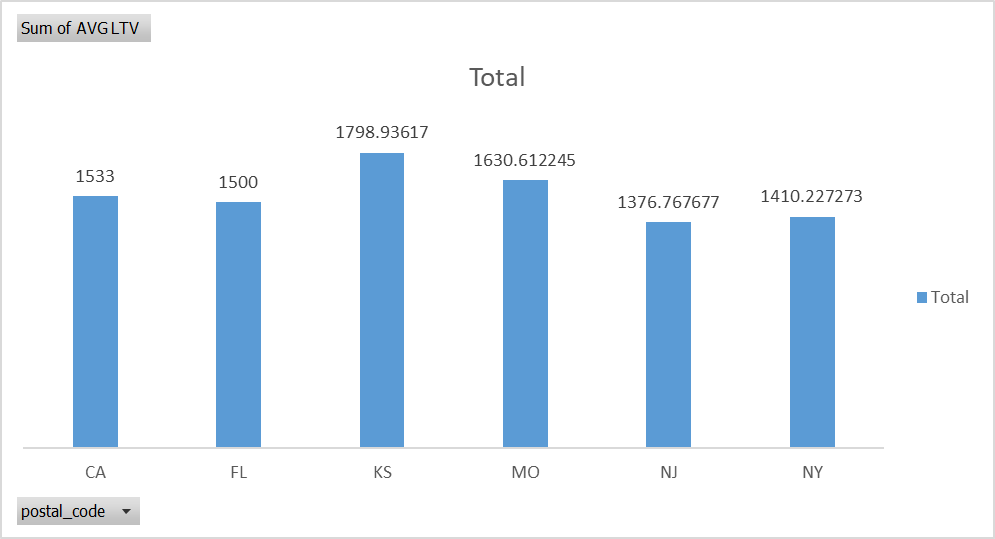 Sum of AVG LTV
Total
1533
1500
1798.93617
1630.612245
1376.767677
1410.227273
Total
CA
FL
KS
MO
NJ
NY
postal_code